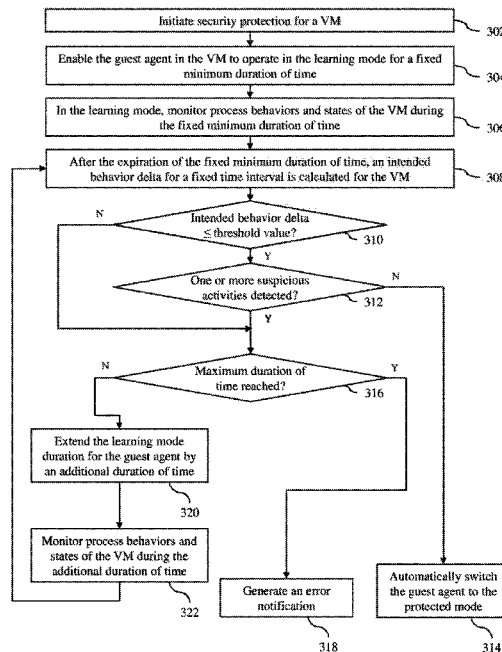 Initiate security protection for a VM
302
Enable the guest agent in the VM to operate in the learning mode for a fixed
minimum duration of time
304
In the learning mode, monitor process behaviors and states of the VM during
the fixed minimum duration of time
306
After the expiration of the fixed minimum duration of time, an intended
behavior delta for a fixed time interval is calculated for the VM
308
N
Intended behavior delta
≤ threshold value?
310
Y
N
One or more suspicious
activities detected?
312
Y
N
Y
Maximum duration of
time reached?
316
Extend the learning mode
duration for the guest agent by
an additional duration of time
320
Monitor process behaviors and
states of the VM during the
additional duration of time
322
Generate an error
notification
318
Automatically switch
the guest agent to the
protected mode
314